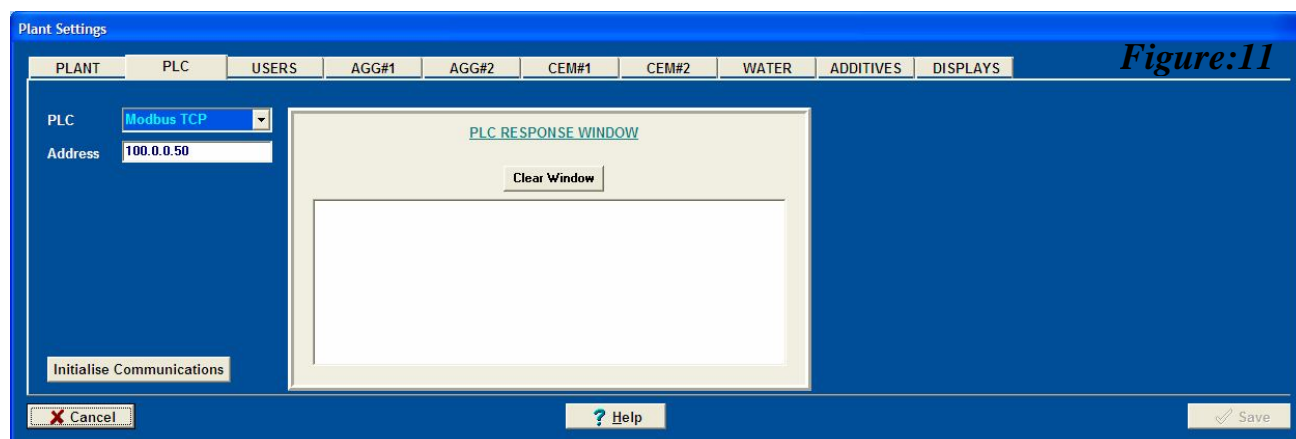 Plant Settings
Figure:11
PLANT PLC USERS AGG#1 AGG#2 CEM#1 CEM#2 WATER ADDITIVES DISPLAYS
PLC Modbus TCP
Address 100.0.0.50
PLC RESPONSE WINDOW
Clear Window
Initialise Communications
Cancel ? Help Save